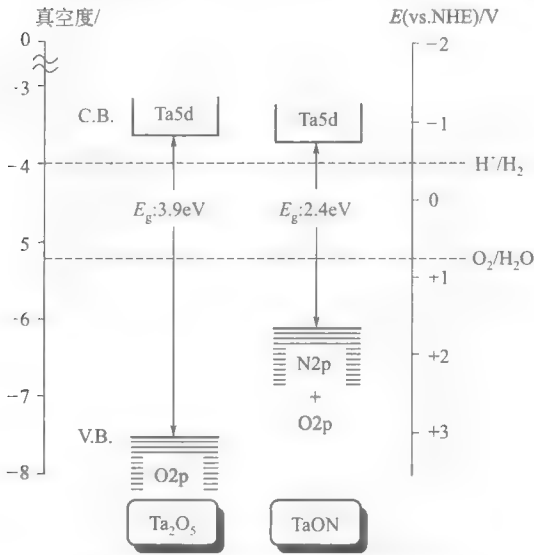 真空度/
E(vs.NHE)/V
0
-3
-4
5
-6
-7
-8
-2
-1
0
+1
+2
+3
C.B.
Ta5d
Ta5d
H⁺/H₂
Eg:3.9eV
Eg:2.4eV
O₂/H₂O
N2p
+
O2p
V.B.
O2p
Ta₂O₅
TaON